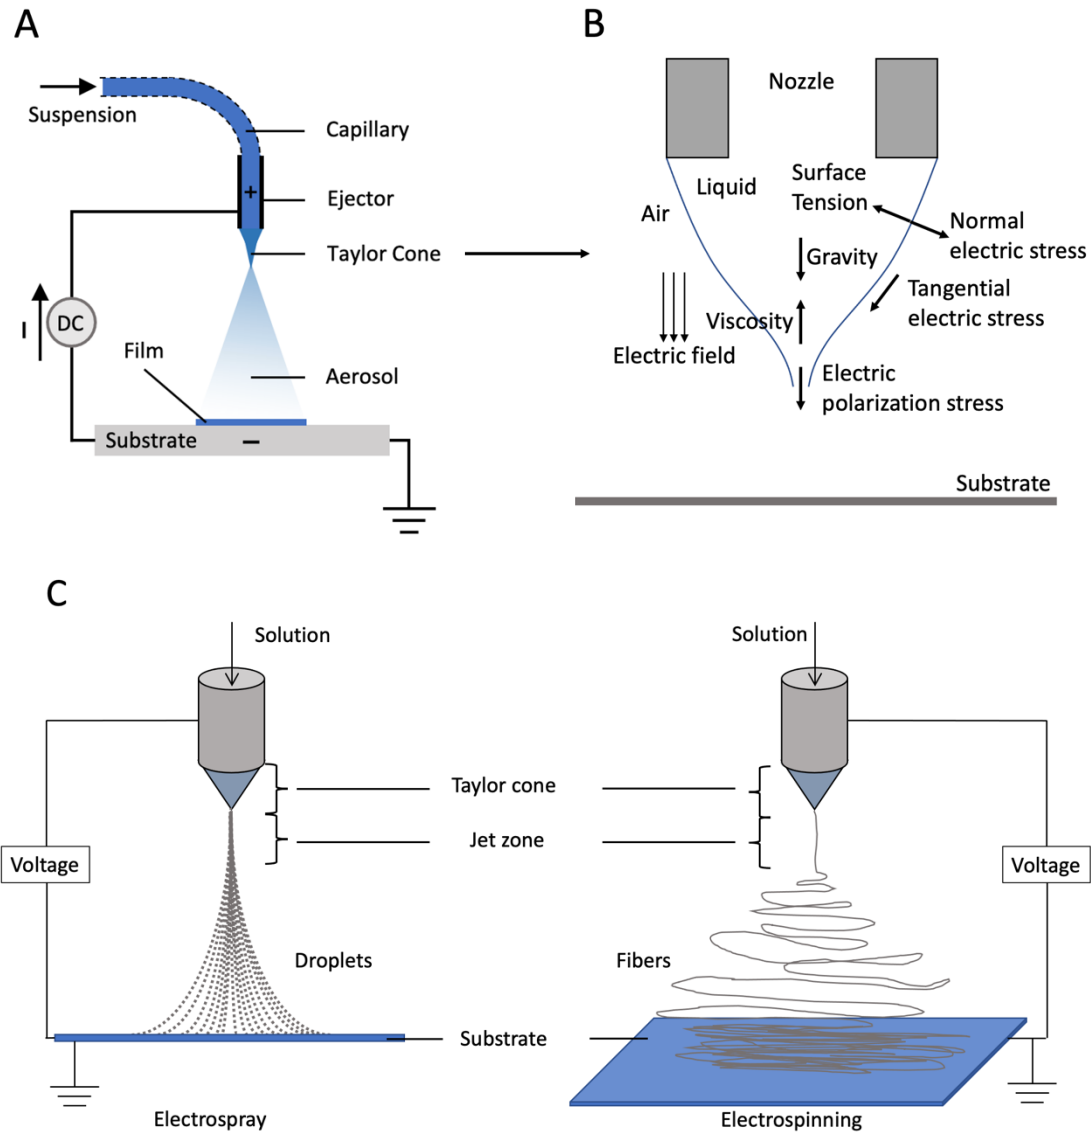 A
Suspension
Capillary
+
Ejector
Taylor Cone
I
DC
Film
Aerosol
Substrate
−
B
Nozzle
Liquid
Surface
Tension
Air
Normal
electric stress
Gravity
Tangential
electric stress
Viscosity
Electric field
Electric
polarization stress
Substrate
C
Solution
Solution
Taylor cone
Jet zone
Voltage
Voltage
Droplets
Fibers
Substrate
Electrospray
Electrospinning